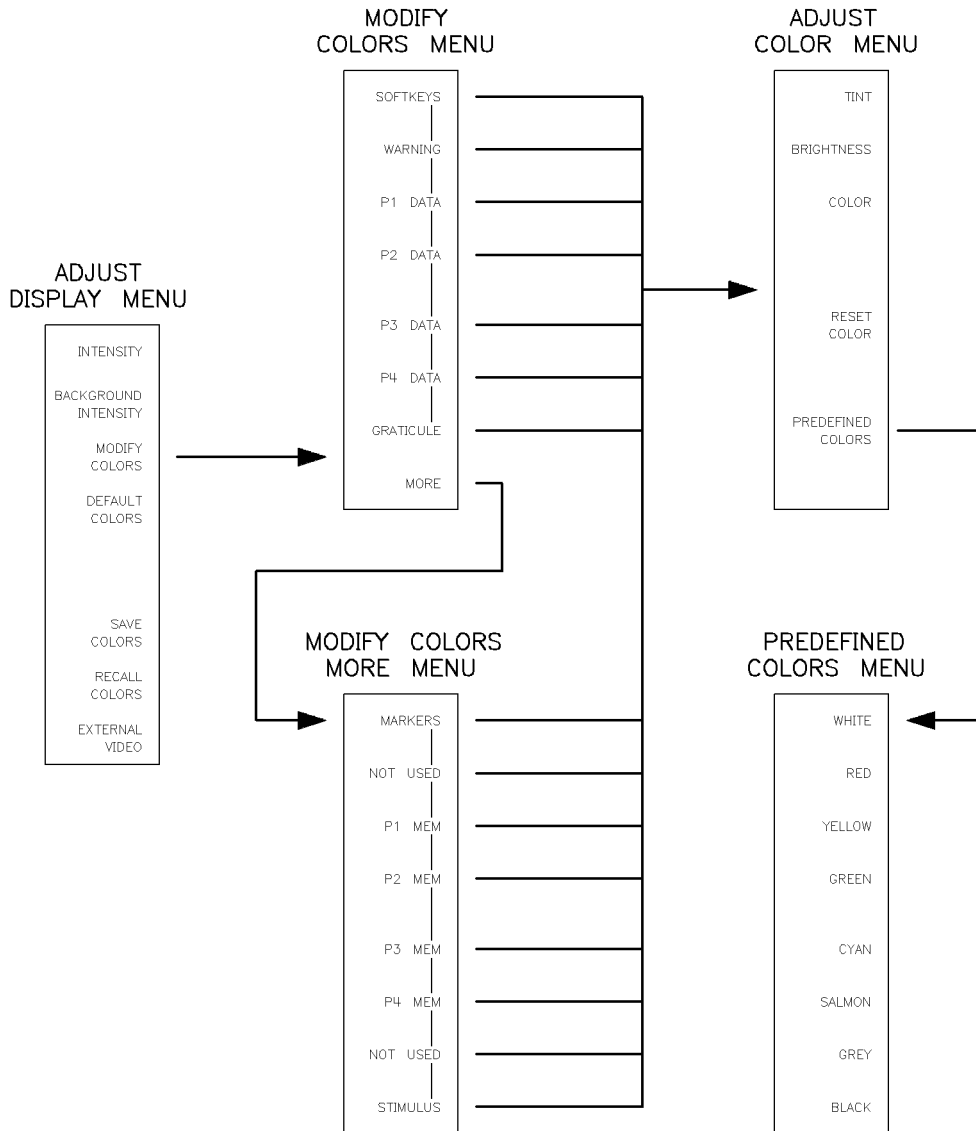 ADJUST
DISPLAY MENU
INTENSITY
BACKGROUND
INTENSITY
MODIFY
COLORS
DEFAULT
COLORS
SAVE
COLORS
RECALL
COLORS
EXTERNAL
VIDEO
MODIFY
COLORS MENU
SOFTKEYS
WARNING
P1 DATA
P2 DATA
P3 DATA
P4 DATA
GRATICULE
MORE
MODIFY COLORS
MORE MENU
MARKERS
NOT USED
P1 MEM
P2 MEM
P3 MEM
P4 MEM
NOT USED
STIMULUS
ADJUST
COLOR MENU
TINT
BRIGHTNESS
COLOR
RESET
COLOR
PREDEFINED
COLORS
PREDEFINED
COLORS MENU
WHITE
RED
YELLOW
GREEN
CYAN
SALMON
GREY
BLACK